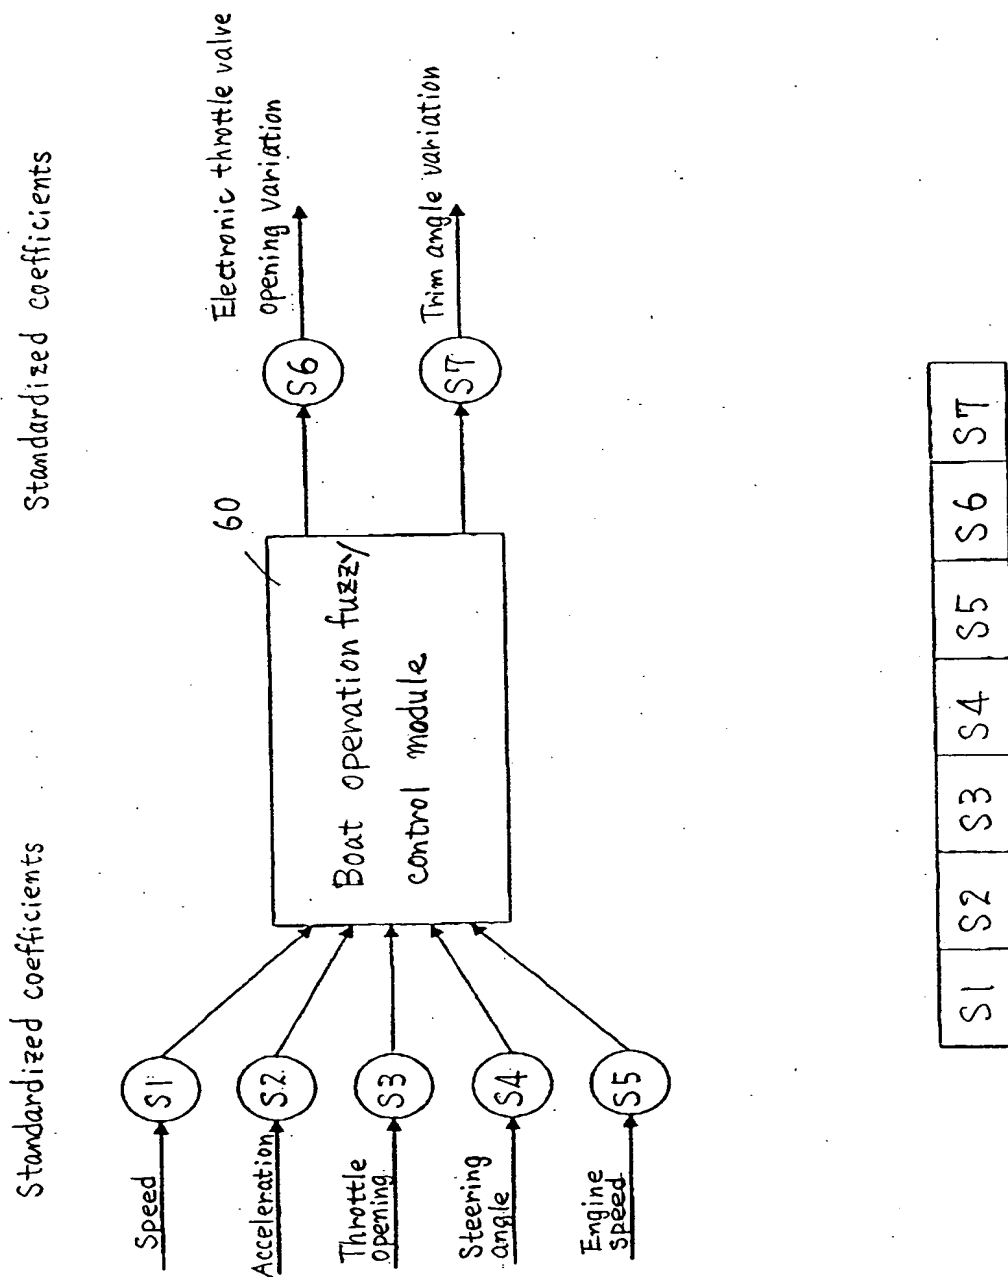 Standardized coefficients
Standardized coefficients
Speed
S1
Acceleration
S2
Throttle
opening
S3
Steering
angle
S4
Engine
speed
S5
60
Boat operation fuzzy
control module
S6
Electronic throttle valve
opening variation
S7
Trim angle variation
S1 S2 S3 S4 S5 S6 S7